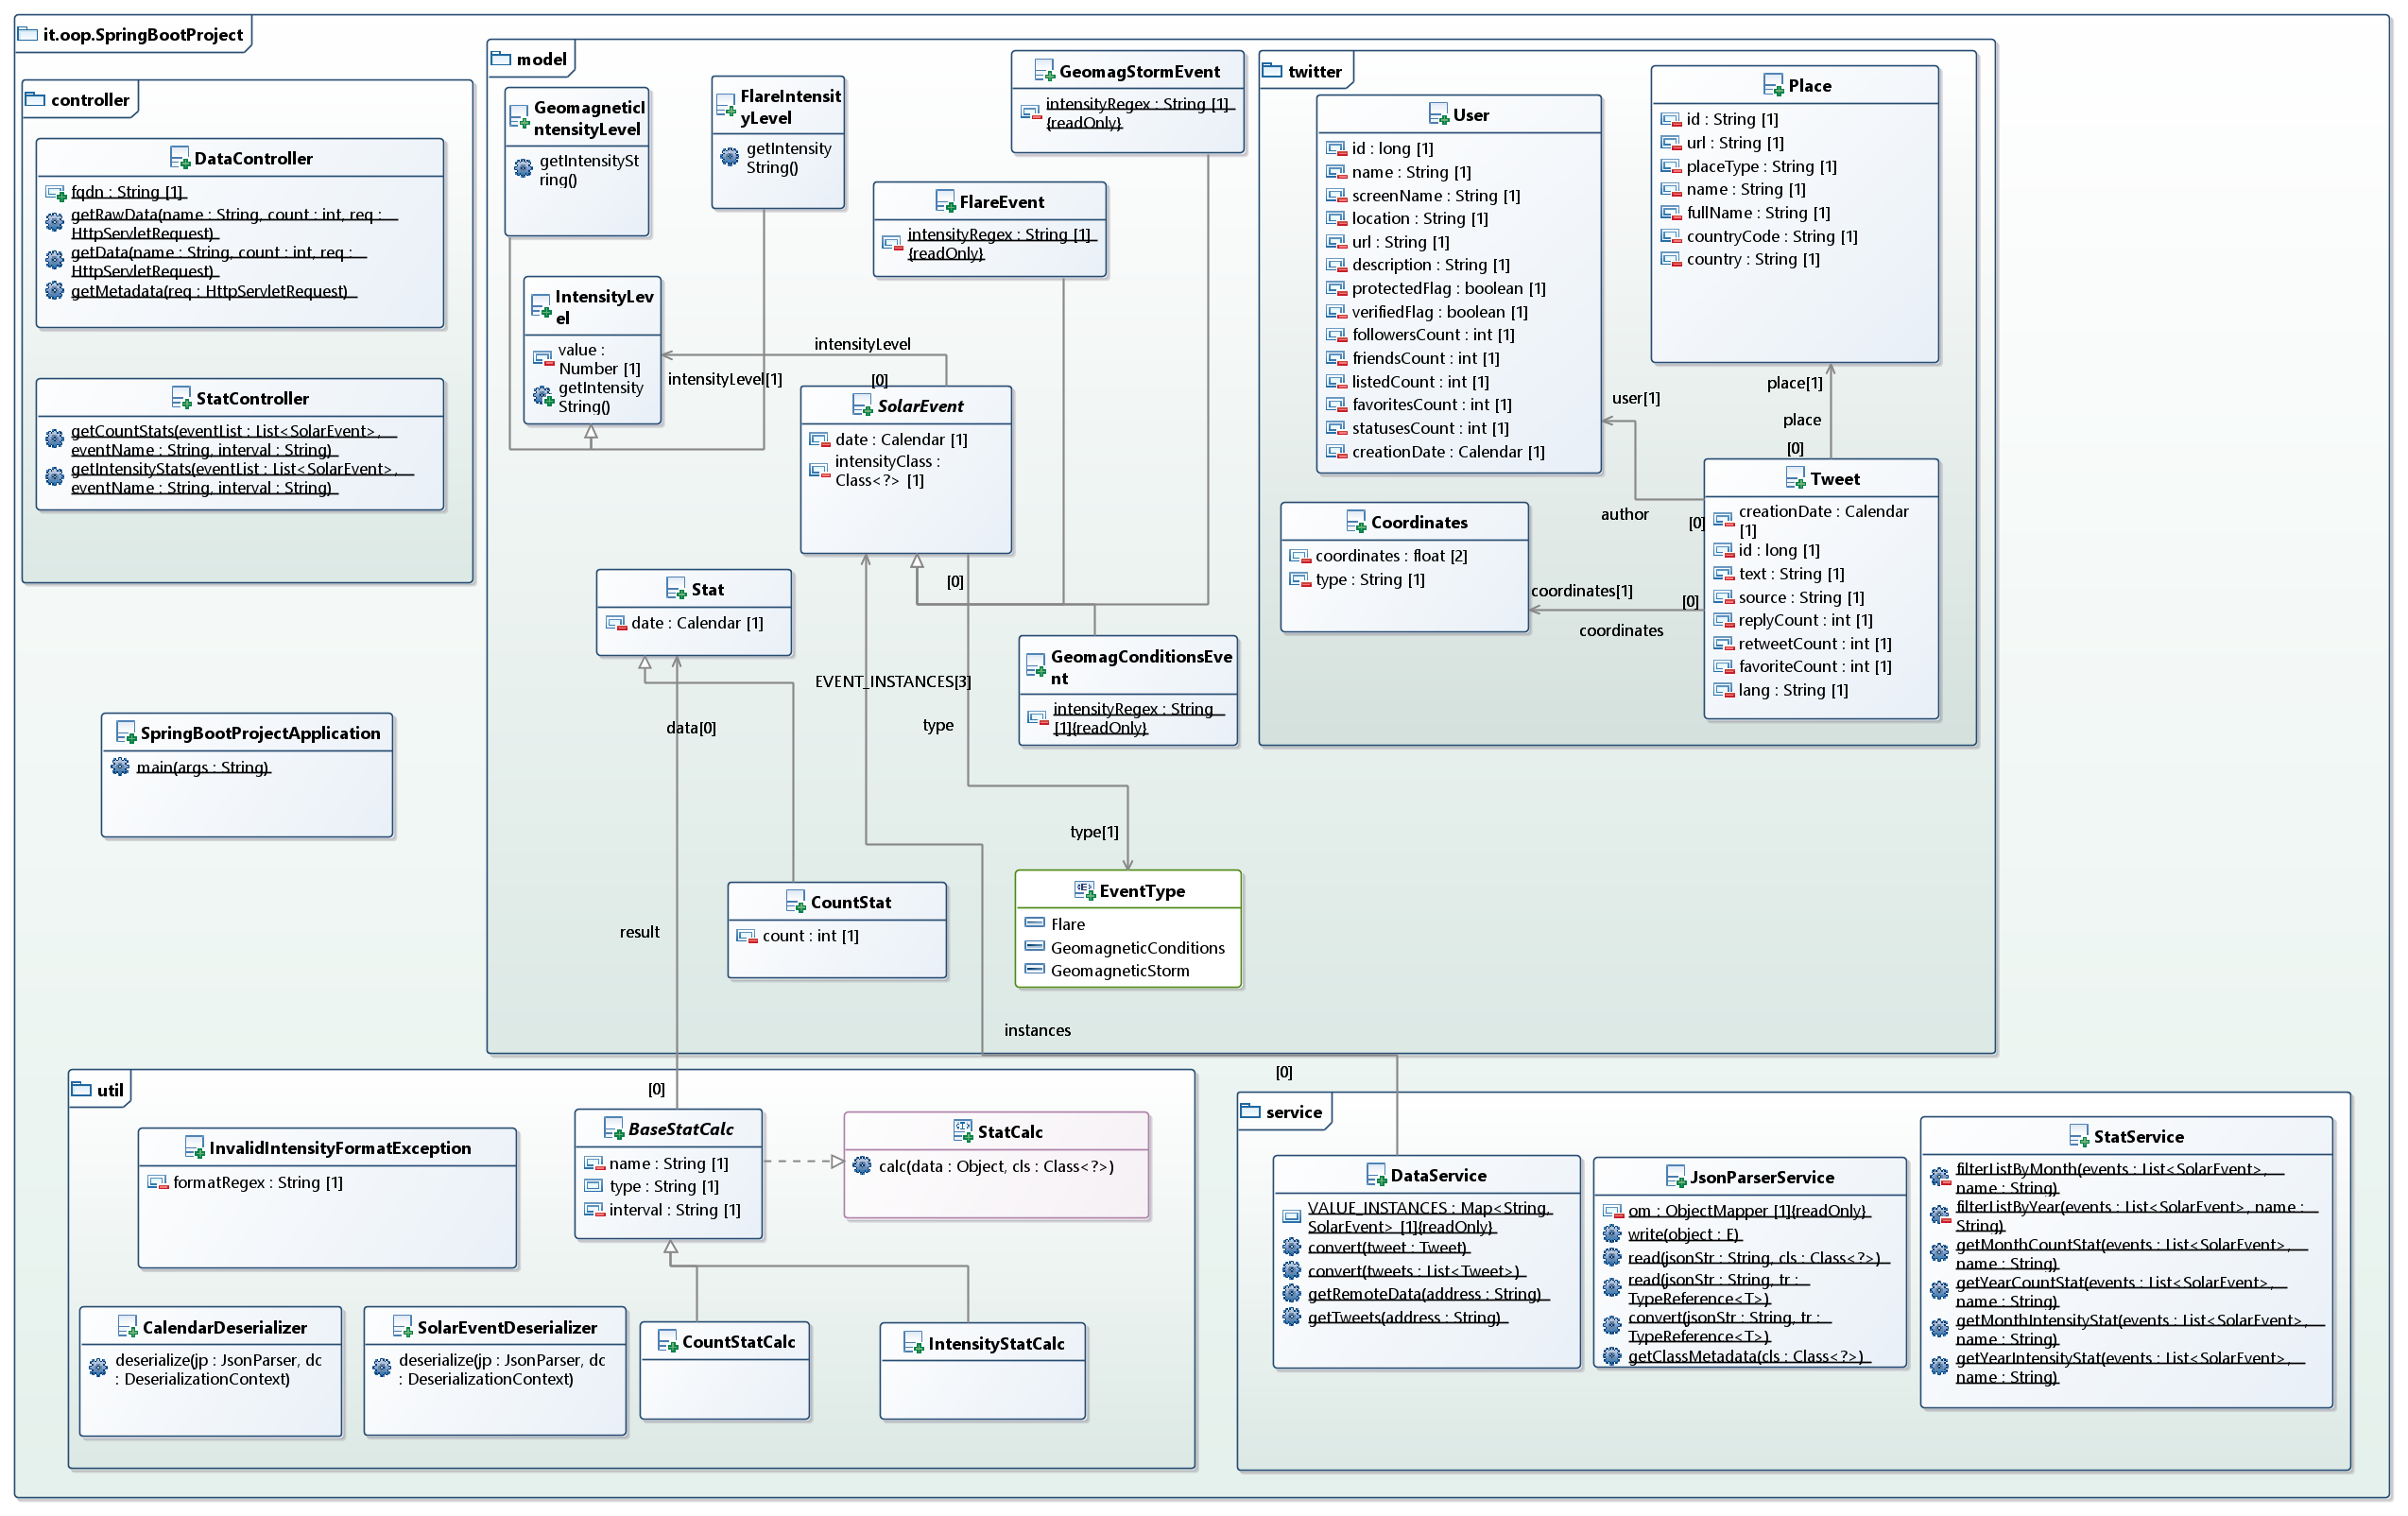 it.oop.SpringBootProject
controller
DataController
fqdn : String [1]
getRawData(name : String, count : int, req :
HttpServletRequest)
getData(name : String, count : int, req :
HttpServletRequest)
getMetadata(req : HttpServletRequest)
StatController
getCountStats(eventList : List<SolarEvent>,
eventName : String, interval : String)
getIntensityStats(eventList : List<SolarEvent>,
eventName : String, interval : String)
SpringBootProjectApplication
main(args : String)
model
GeomagneticI
ntensityLevel
getIntensitySt
ring()
FlareIntensit
yLevel
getIntensity
String()
GeomagStormEvent
intensityRegex : String [1]
{readOnly}
FlareEvent
intensityRegex : String [1]
{readOnly}
IntensityLev
el
value :
Number [1]
getIntensity
String()
intensityLevel
intensityLevel[1]
[0]
SolarEvent
date : Calendar [1]
intensityClass :
Class<?> [1]
[0]
Stat
date : Calendar [1]
GeomagConditionsEve
nt
intensityRegex : String
[1]{readOnly}
EVENT_INSTANCES[3]
type
data[0]
type[1]
CountStat
count : int [1]
EventType
Flare
GeomagneticConditions
GeomagneticStorm
result
instances
twitter
User
id : long [1]
name : String [1]
screenName : String [1]
location : String [1]
url : String [1]
description : String [1]
protectedFlag : boolean [1]
verifiedFlag : boolean [1]
followersCount : int [1]
friendsCount : int [1]
listedCount : int [1]
favoritesCount : int [1]
statusesCount : int [1]
creationDate : Calendar [1]
Place
id : String [1]
url : String [1]
placeType : String [1]
name : String [1]
fullName : String [1]
countryCode : String [1]
country : String [1]
place[1]
user[1]
place
[0]
author
[0]
Tweet
creationDate : Calendar
[1]
id : long [1]
text : String [1]
source : String [1]
replyCount : int [1]
retweetCount : int [1]
favoriteCount : int [1]
lang : String [1]
Coordinates
coordinates : float [2]
type : String [1]
coordinates[1]
[0]
coordinates
util
[0]
InvalidIntensityFormatException
formatRegex : String [1]
BaseStatCalc
name : String [1]
type : String [1]
interval : String [1]
StatCalc
calc(data : Object, cls : Class<?>)
CalendarDeserializer
deserialize(jp : JsonParser, dc
: DeserializationContext)
SolarEventDeserializer
deserialize(jp : JsonParser, dc
: DeserializationContext)
CountStatCalc
IntensityStatCalc
[0]
service
DataService
VALUE_INSTANCES : Map<String,
SolarEvent> [1]{readOnly}
convert(tweet : Tweet)
convert(tweets : List<Tweet>)
getRemoteData(address : String)
getTweets(address : String)
JsonParserService
om : ObjectMapper [1]{readOnly}
write(object : E)
read(jsonStr : String, cls : Class<?>)
read(jsonStr : String, tr :
TypeReference<T>)
convert(jsonStr : String, tr :
TypeReference<T>)
getClassMetadata(cls : Class<?>)
StatService
filterListByMonth(events : List<SolarEvent>,
name : String)
filterListByYear(events : List<SolarEvent>, name :
String)
getMonthCountStat(events : List<SolarEvent>,
name : String)
getYearCountStat(events : List<SolarEvent>,
name : String)
getMonthIntensityStat(events : List<SolarEvent>,
name : String)
getYearIntensityStat(events : List<SolarEvent>,
name : String)